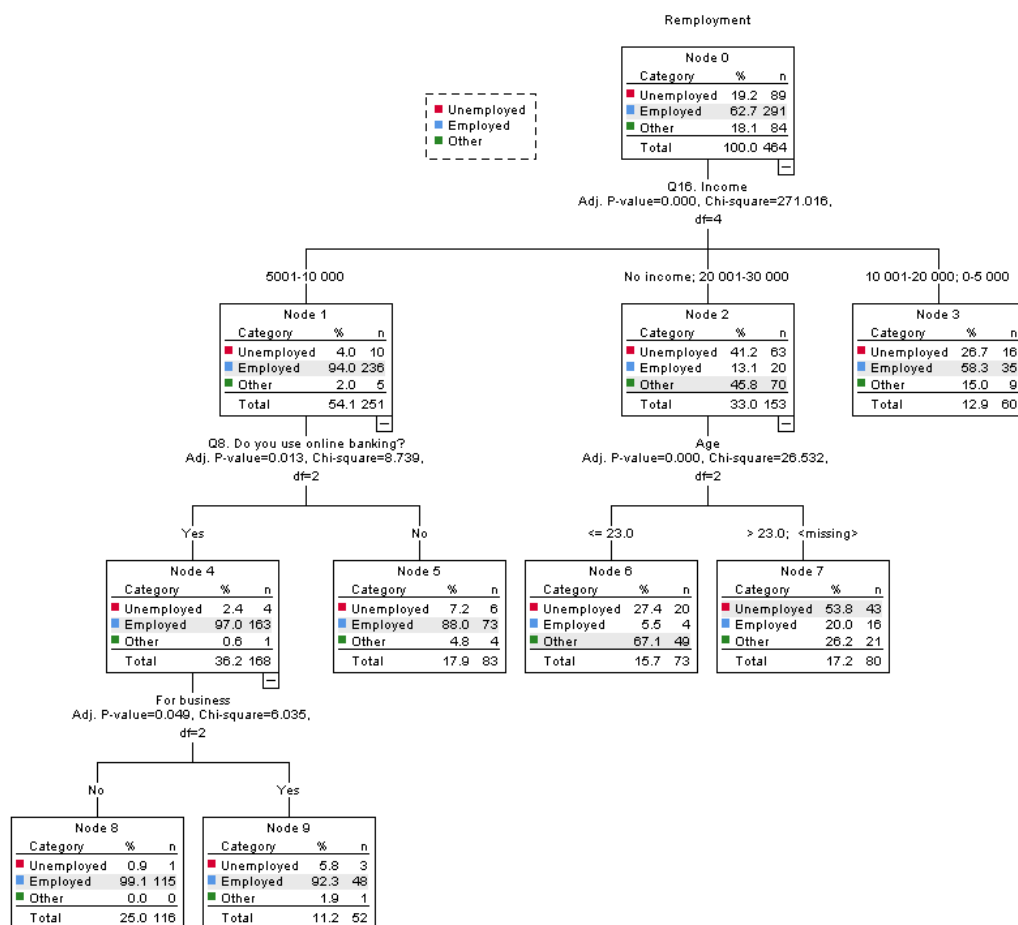 Remployment
Unemployed
Employed
Other
Node 0
Category % n
Unemployed 19.2 89
Employed 62.7 291
Other 18.1 84
Total 100.0 464
Q16. Income
Adj. P-value=0.000, Chi-square=271.016,
df=4
5001-10 000
No income; 20 001-30 000
10 001-20 000; 0-5 000
Node 1
Category % n
Unemployed 4.0 10
Employed 94.0 236
Other 2.0 5
Total 54.1 251
Node 2
Category % n
Unemployed 41.2 63
Employed 13.1 20
Other 45.8 70
Total 33.0 153
Node 3
Category % n
Unemployed 26.7 16
Employed 58.3 35
Other 15.0 9
Total 12.9 60
Q8. Do you use online banking?
Adj. P-value=0.013, Chi-square=8.739,
df=2
Age
Adj. P-value=0.000, Chi-square=26.532,
df=2
Yes
No
<= 23.0
> 23.0; <missing>
Node 4
Category % n
Unemployed 2.4 4
Employed 97.0 163
Other 0.6 1
Total 36.2 168
Node 5
Category % n
Unemployed 7.2 6
Employed 88.0 73
Other 4.8 4
Total 17.9 83
Node 6
Category % n
Unemployed 27.4 20
Employed 5.5 4
Other 67.1 49
Total 15.7 73
Node 7
Category % n
Unemployed 53.8 43
Employed 20.0 16
Other 26.2 21
Total 17.2 80
For business
Adj. P-value=0.049, Chi-square=6.035,
df=2
No
Yes
Node 8
Category % n
Unemployed 0.9 1
Employed 99.1 115
Other 0.0 0
Total 25.0 116
Node 9
Category % n
Unemployed 5.8 3
Employed 92.3 48
Other 1.9 1
Total 11.2 52